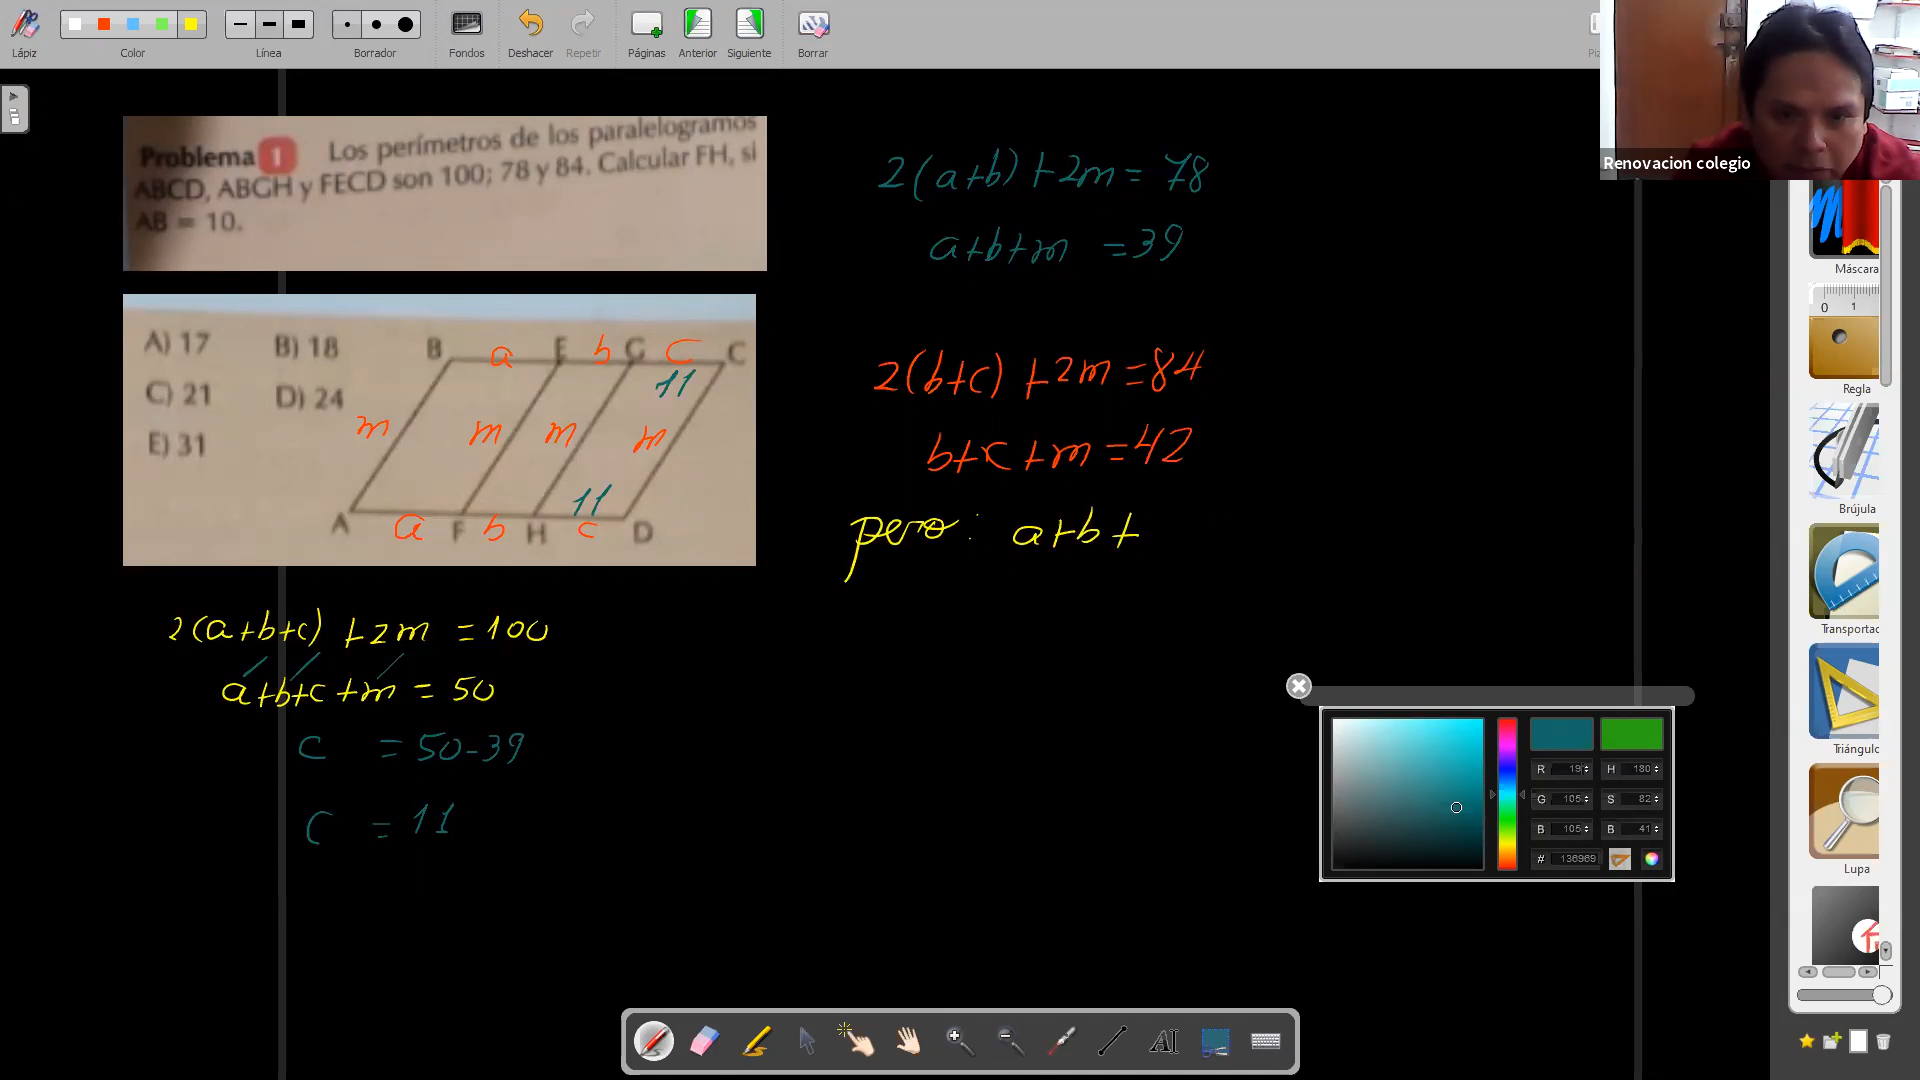 Lápiz
Color
Línea
Borrador
Fondos
Deshacer
Repetir
Páginas
Anterior
Siguiente
Borrar
Renovacion colegio
Problema 1 Los perímetros de los paralelogramos
ABCD, ABGH y FECD son 100; 78 y 84. Calcular FH, si
AB = 10.
A) 17 B) 18
C) 21 D) 24
E) 31
B a E b G C C
11
m m m m
11
A a F b H c D
2(a+b+c) +2m = 100
a+b+c +m = 50
c = 50-39
c = 11
2(a+b) +2m = 78
a+b+m = 39
2(b+c) +2m = 84
b+c +m = 42
pero: a+b+
R 19 H 180
G 105 S 82
B 105 B 41
# 136969
Máscara
0 1
Regla
Brújula
Transportac
Triángulo
Lupa
AI